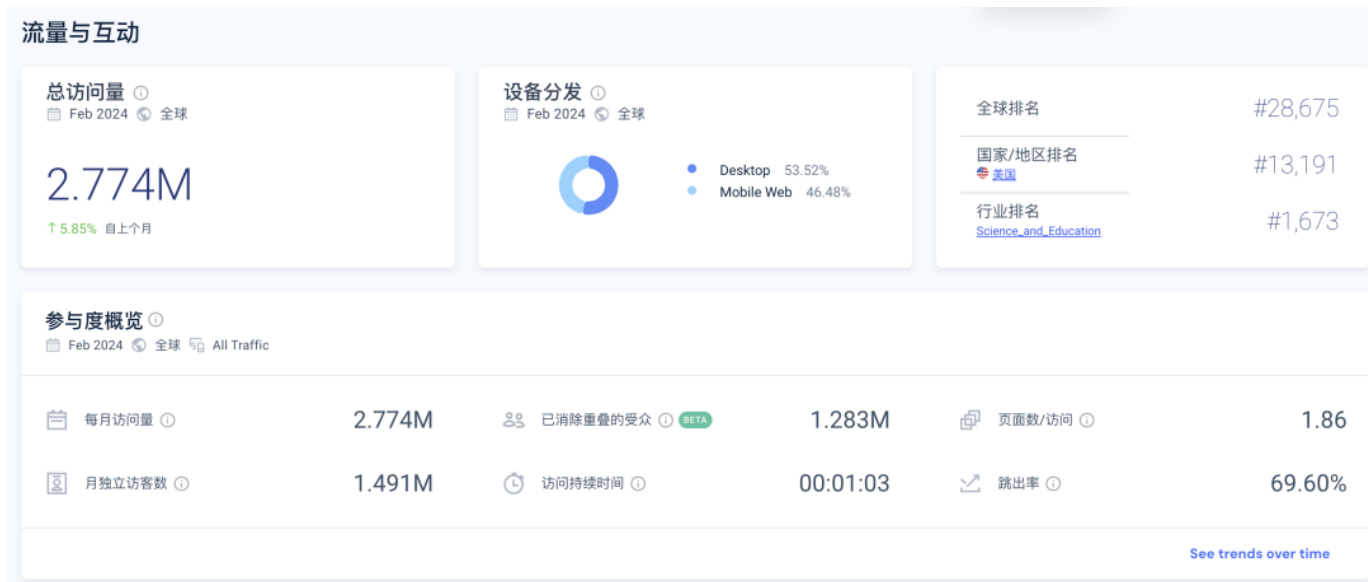 流量与互动
总访问量
Feb 2024 全球
2.774M
↑ 5.85% 自上个月
设备分发
Feb 2024 全球
Desktop 53.52%
Mobile Web 46.48%
全球排名 #28,675
国家/地区排名 #13,191
美国
行业排名 #1,673
Science_and_Education
参与度概览
Feb 2024 全球 All Traffic
每月访问量 2.774M
已消除重叠的受众 BETA 1.283M
页面数/访问 1.86
月独立访客数 1.491M
访问持续时间 00:01:03
跳出率 69.60%
See trends over time